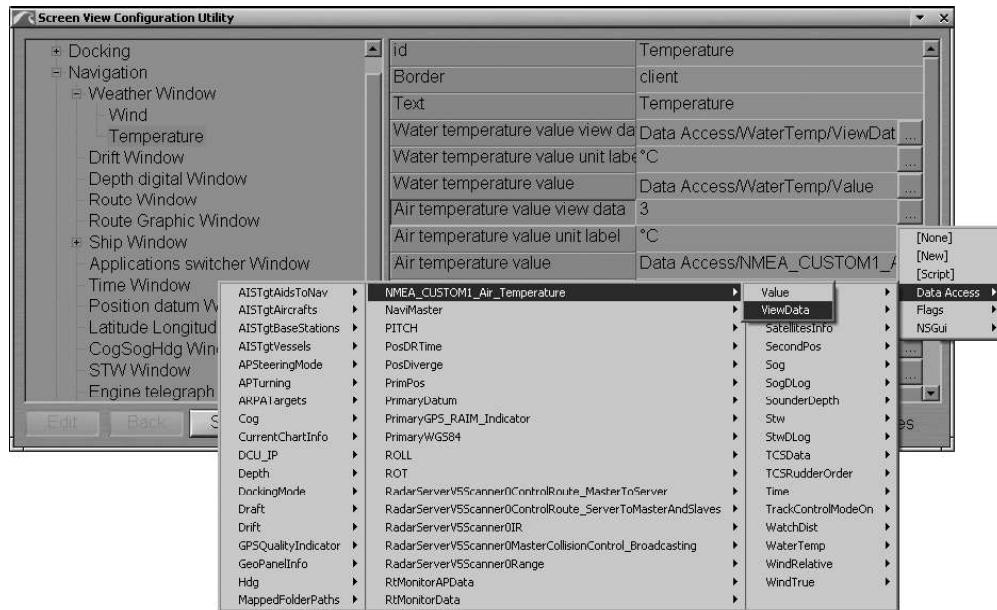 Screen View Configuration Utility
Docking
Navigation
Weather Window
Wind
Temperature
Drift Window
Depth digital Window
Route Window
Route Graphic Window
Ship Window
Applications switcher Window
Time Window
Position datum W
Latitude Longitud
CogSogHdg Win
STW Window
Engine telegraph
id Temperature
Border client
Text Temperature
Water temperature value view da Data Access/WaterTemp/ViewDat ...
Water temperature value unit labe °C ...
Water temperature value Data Access/WaterTemp/Value ...
Air temperature value view data 3 ...
Air temperature value unit label °C
Air temperature value Data Access/NMEA_CUSTOM1_A
Edit Back S es
[None]
[New]
[Script]
Data Access
Flags
NSGui
AISTgtAidsToNav
AISTgtAircrafts
AISTgtBaseStations
AISTgtVessels
APSteeringMode
APTurning
ARPATargets
Cog
CurrentChartInfo
DCU_IP
Depth
DockingMode
Draft
Drift
GPSQualityIndicator
GeoPanelInfo
Hdg
MappedFolderPaths
NMEA_CUSTOM1_Air_Temperature
NaviMaster
PITCH
PosDRTime
PosDiverge
PrimPos
PrimaryDatum
PrimaryGPS_RAIM_Indicator
PrimaryWGS84
ROLL
ROT
RadarServerV5Scanner0ControlRoute_MasterToServer
RadarServerV5Scanner0ControlRoute_ServerToMasterAndSlaves
RadarServerV5Scanner0IR
RadarServerV5Scanner0MasterCollisionControl_Broadcasting
RadarServerV5Scanner0Range
RtMonitorAPData
RtMonitorData
Value
ViewData
SatellitesInfo
SecondPos
Sog
SogDLog
SounderDepth
Stw
StwDLog
TCSData
TCSRudderOrder
Time
TrackControlModeOn
WatchDist
WaterTemp
WindRelative
WindTrue